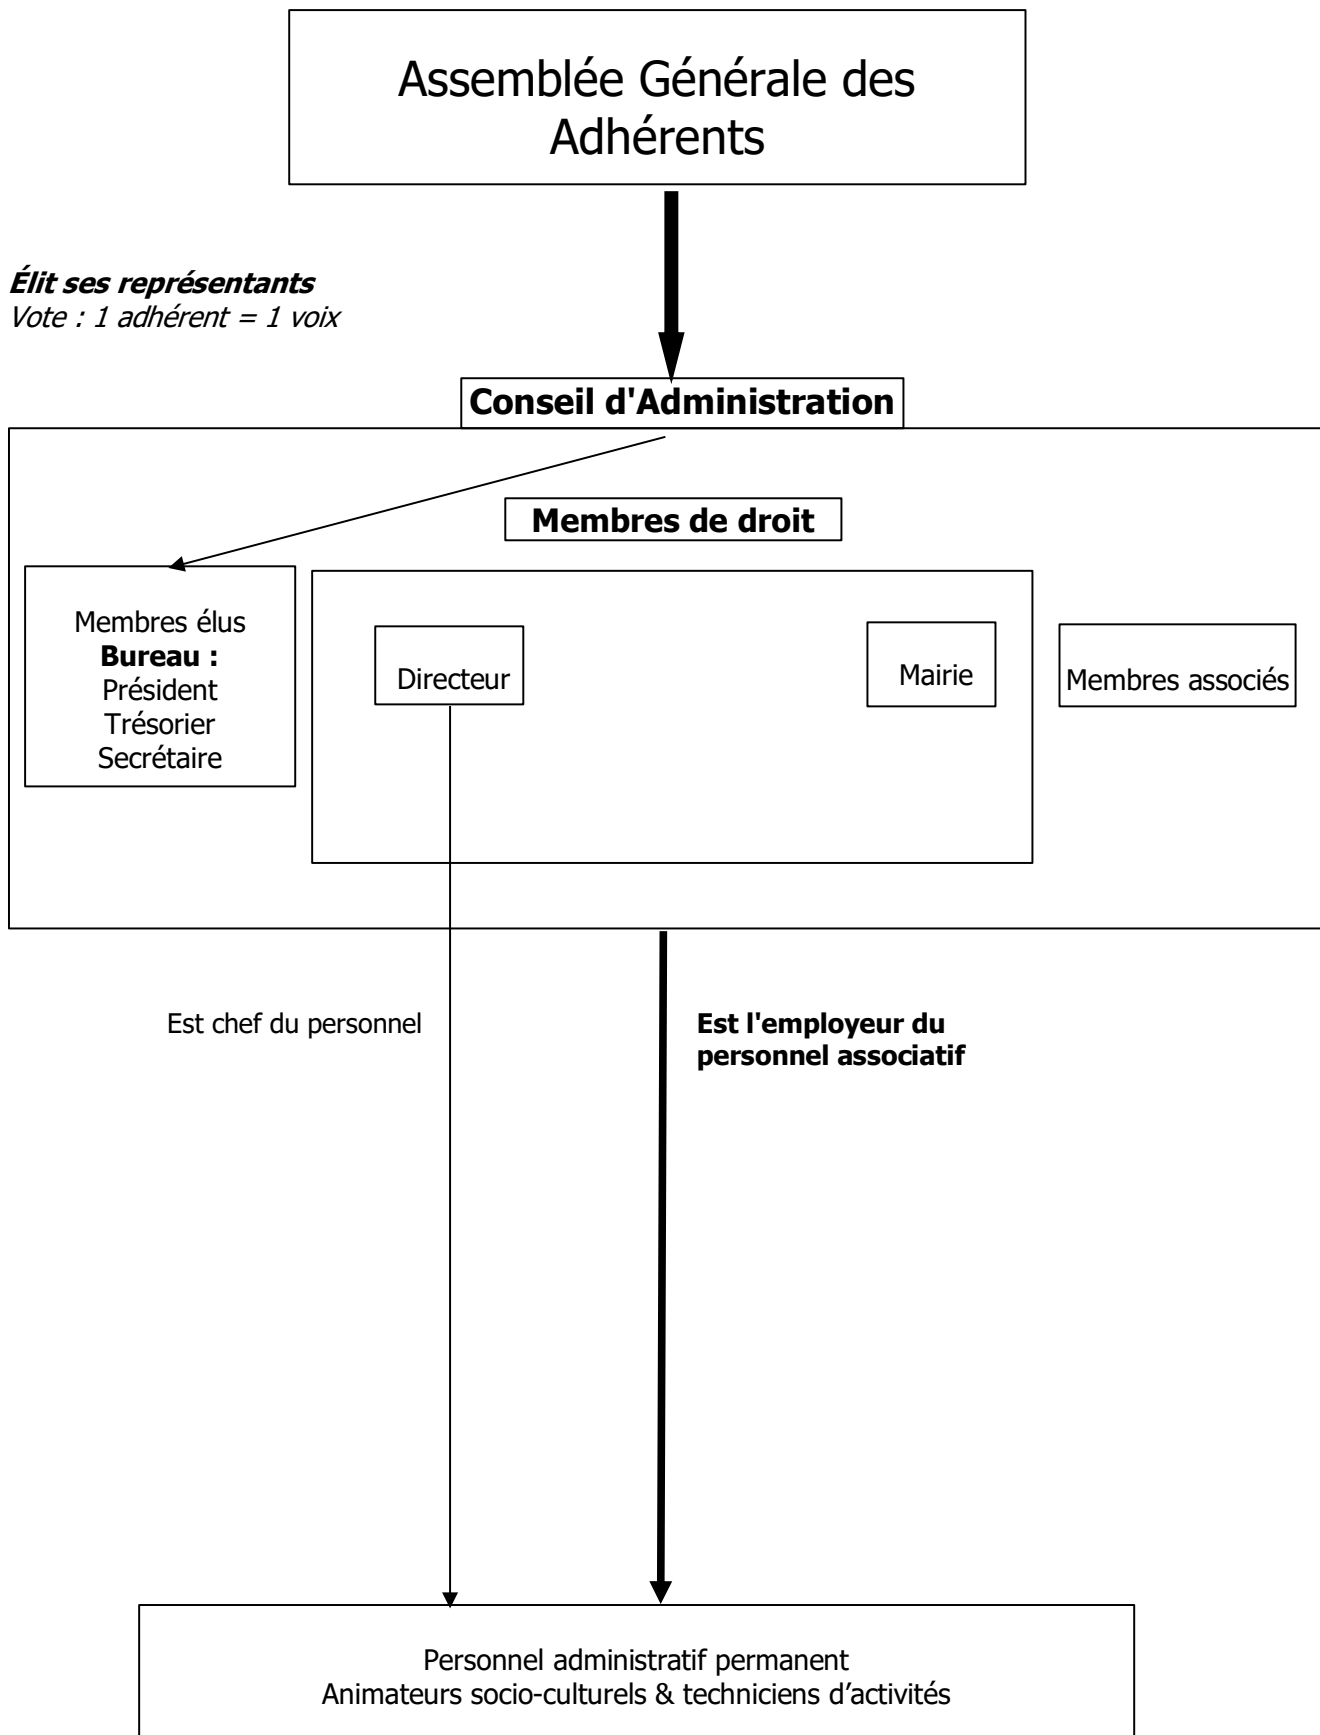 Assemblée Générale des
Adhérents
Élit ses représentants
Vote : 1 adhérent = 1 voix
Conseil d'Administration
Membres de droit
Membres élus
Bureau :
Président
Trésorier
Secrétaire
Directeur
Mairie
Membres associés
Est chef du personnel
Est l'employeur du
personnel associatif
Personnel administratif permanent
Animateurs socio-culturels & techniciens d’activités